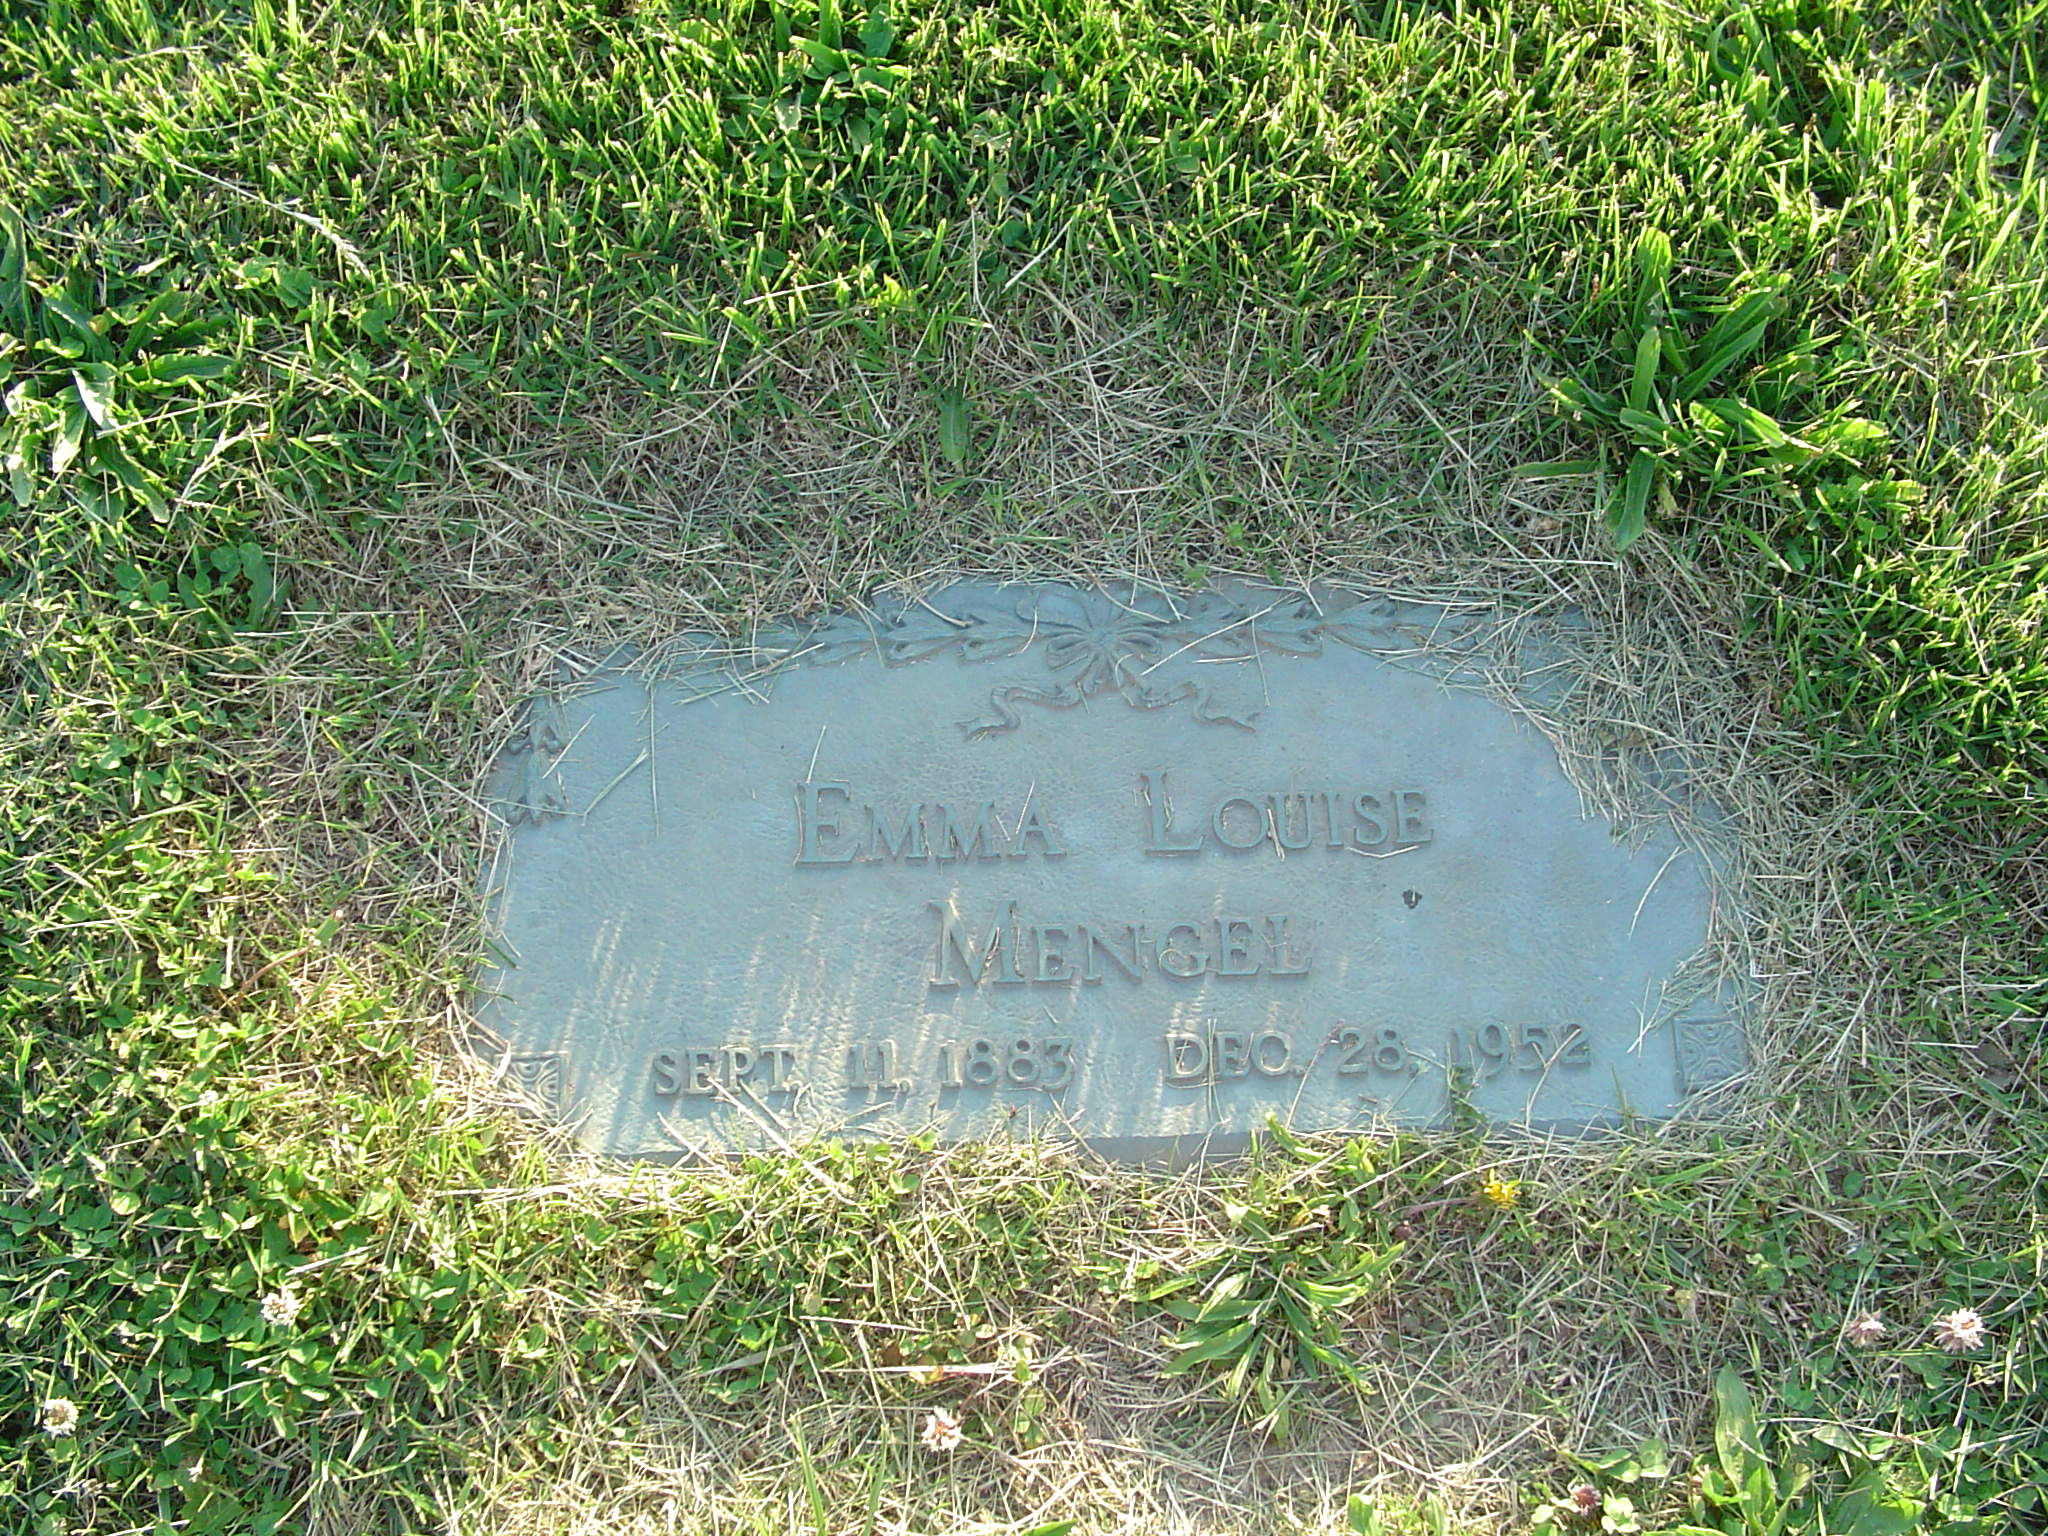 EMMA LOUISE
MENGEL
SEPT. 11, 1883 DEC. 28, 1952